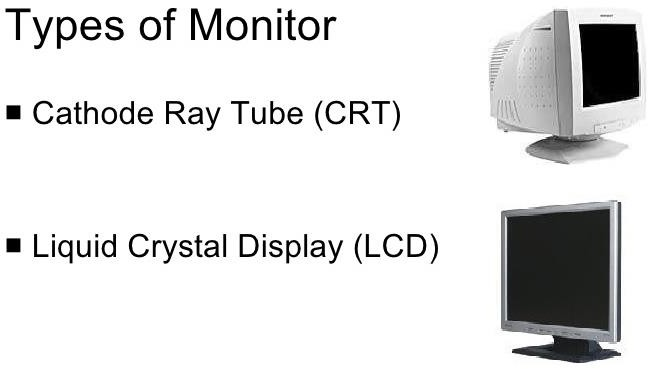 Types of Monitor
■ Cathode Ray Tube (CRT)
■ Liquid Crystal Display (LCD)